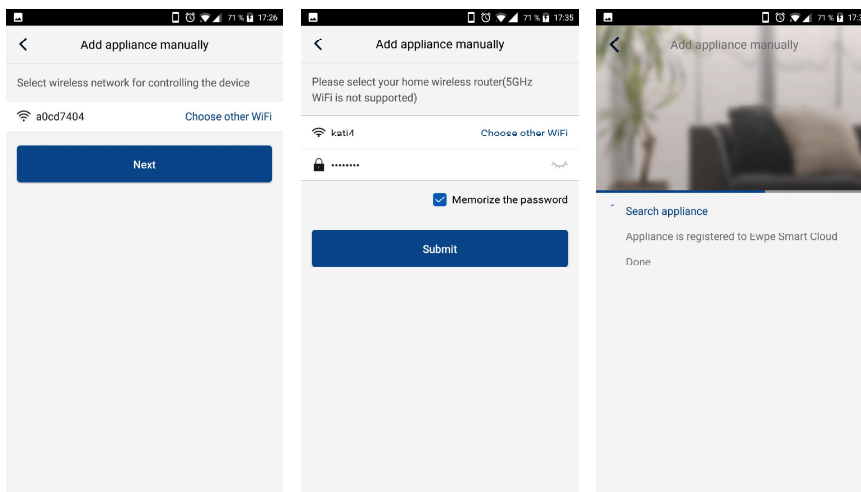 71 % 17:26
Add appliance manually
Select wireless network for controlling the device
a0cd7404 Choose other WiFi
Next
71 % 17:35
Add appliance manually
Please select your home wireless router(5GHz
WiFi is not supported)
kati4 Choose other WiFi
••••••••
Memorize the password
Submit
71 %
Add appliance manually
Search appliance
Appliance is registered to Ewpe Smart Cloud
Done